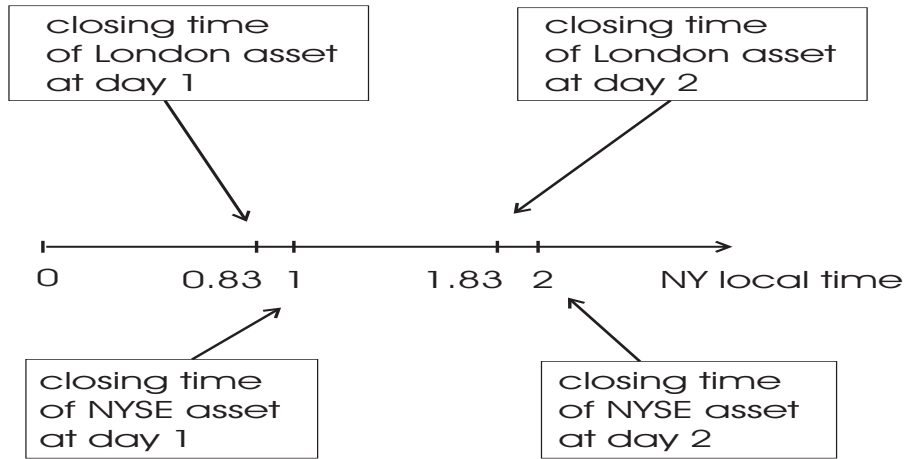 closing time
of London asset
at day 1
closing time
of London asset
at day 2
0 0.83 1 1.83 2 NY local time
closing time
of NYSE asset
at day 1
closing time
of NYSE asset
at day 2